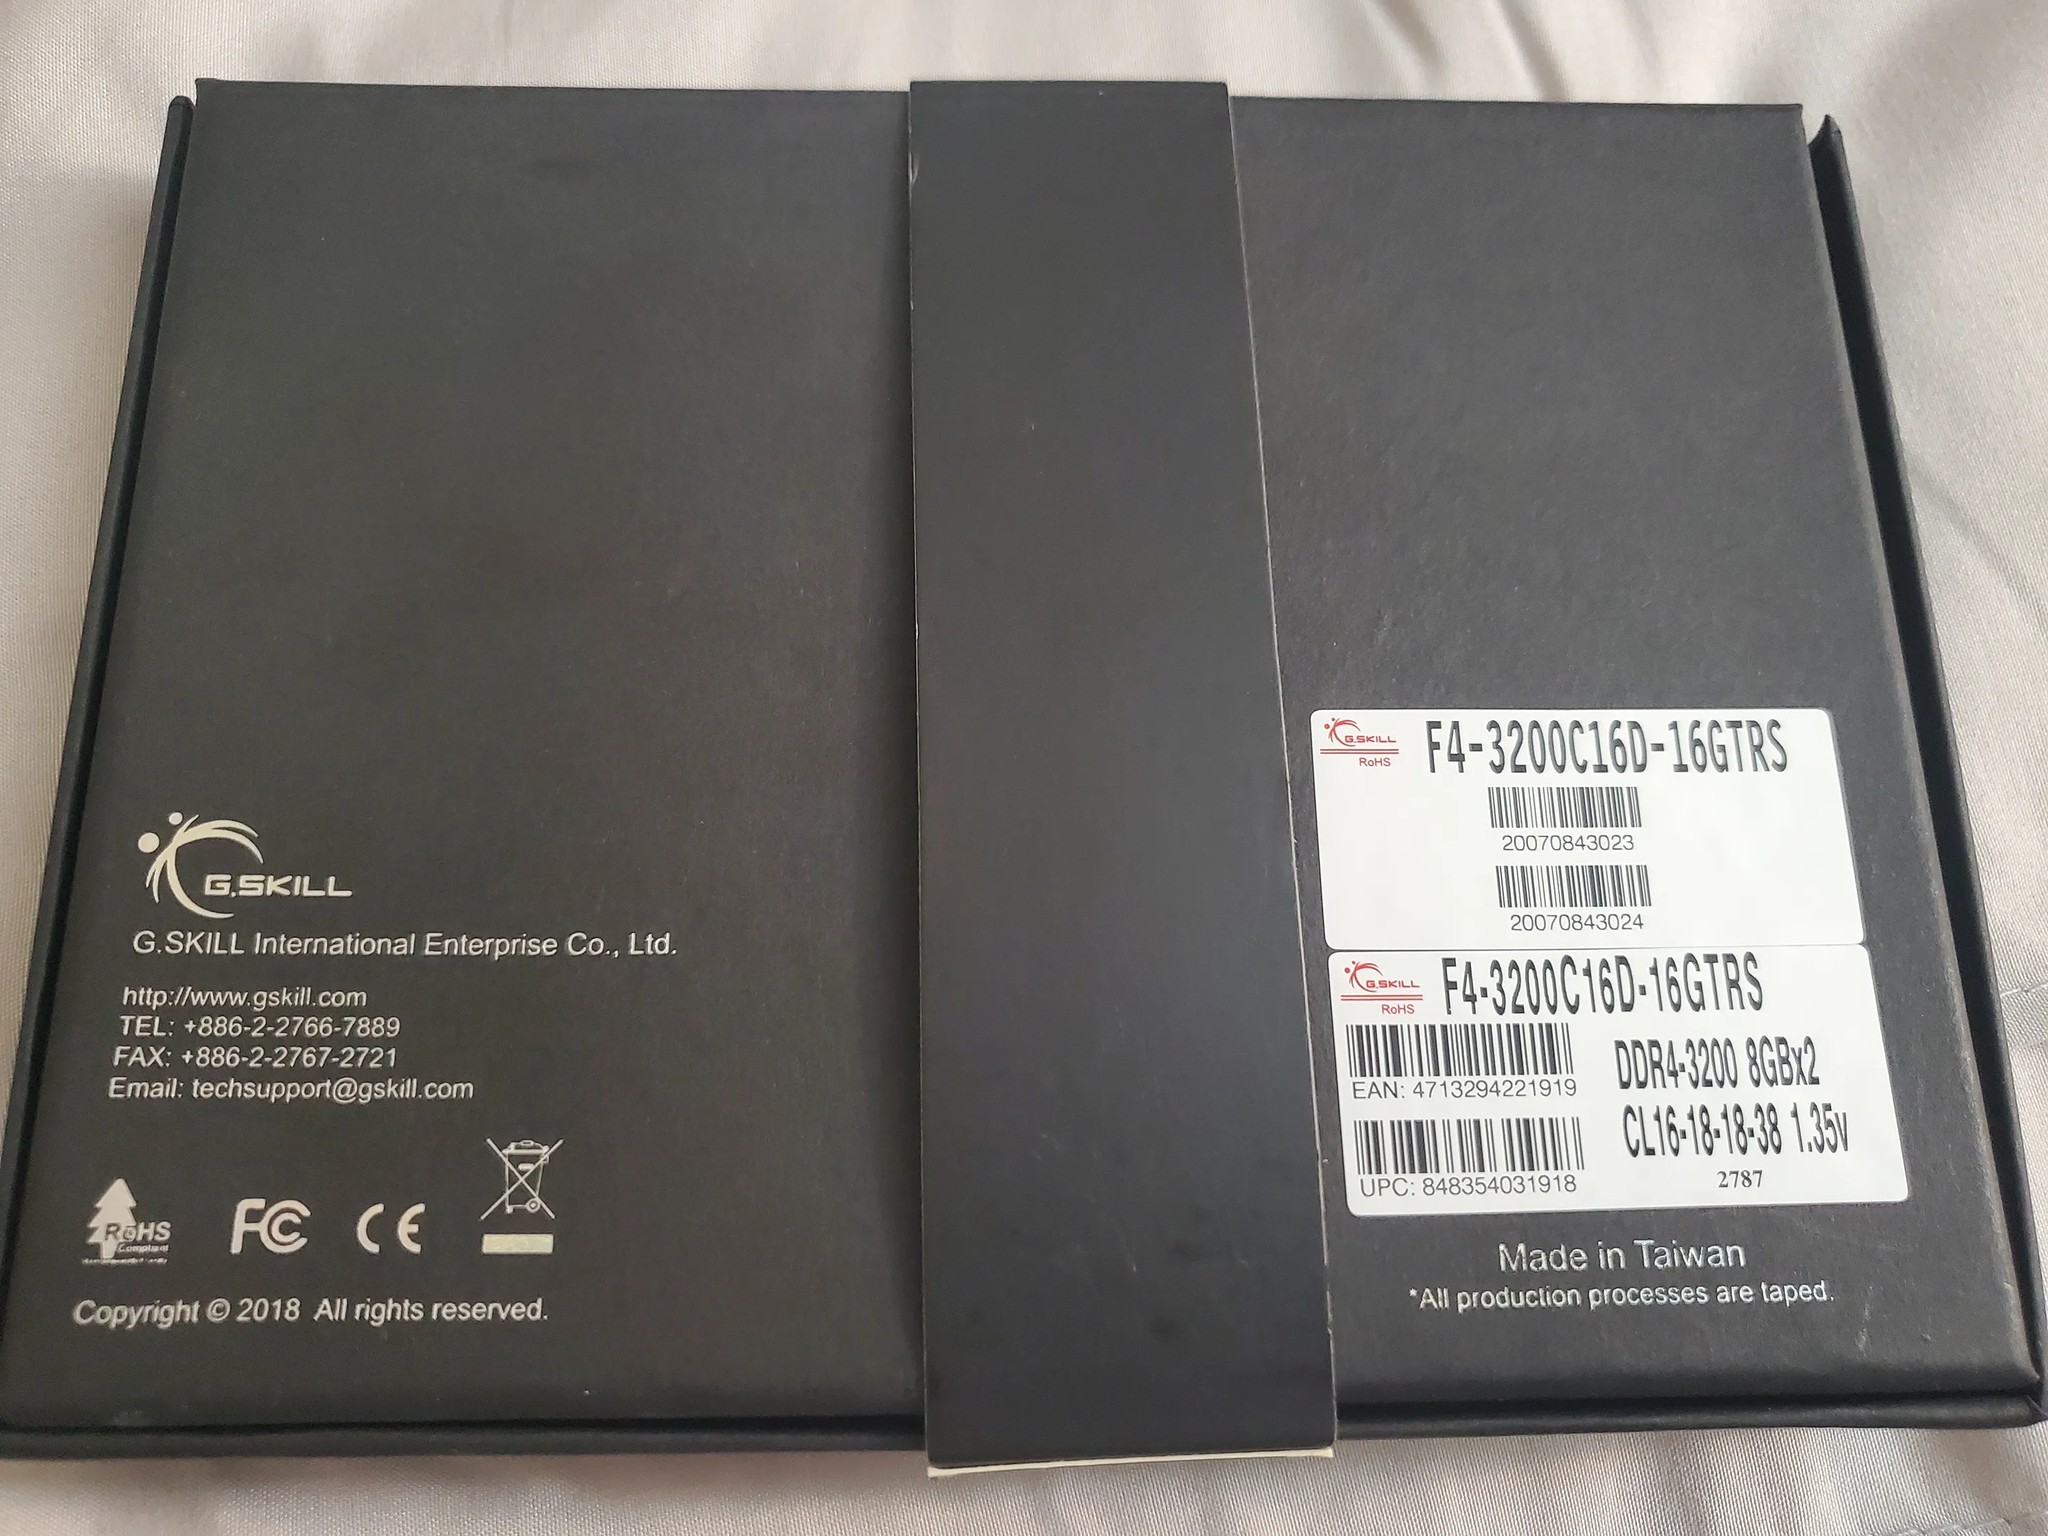 G.SKILL
G.SKILL International Enterprise Co., Ltd.
http://www.gskill.com
TEL: +886-2-2766-7889
FAX: +886-2-2767-2721
Email: techsupport@gskill.com
RoHS
Compliant
FC
CE
Copyright © 2018 All rights reserved.
G.SKILL
RoHS
F4-3200C16D-16GTRS
20070843023
20070843024
G.SKILL
RoHS
F4-3200C16D-16GTRS
EAN: 4713294221919
DDR4-3200 8GBx2
CL16-18-18-38 1.35v
UPC: 848354031918
2787
Made in Taiwan
*All production processes are taped.